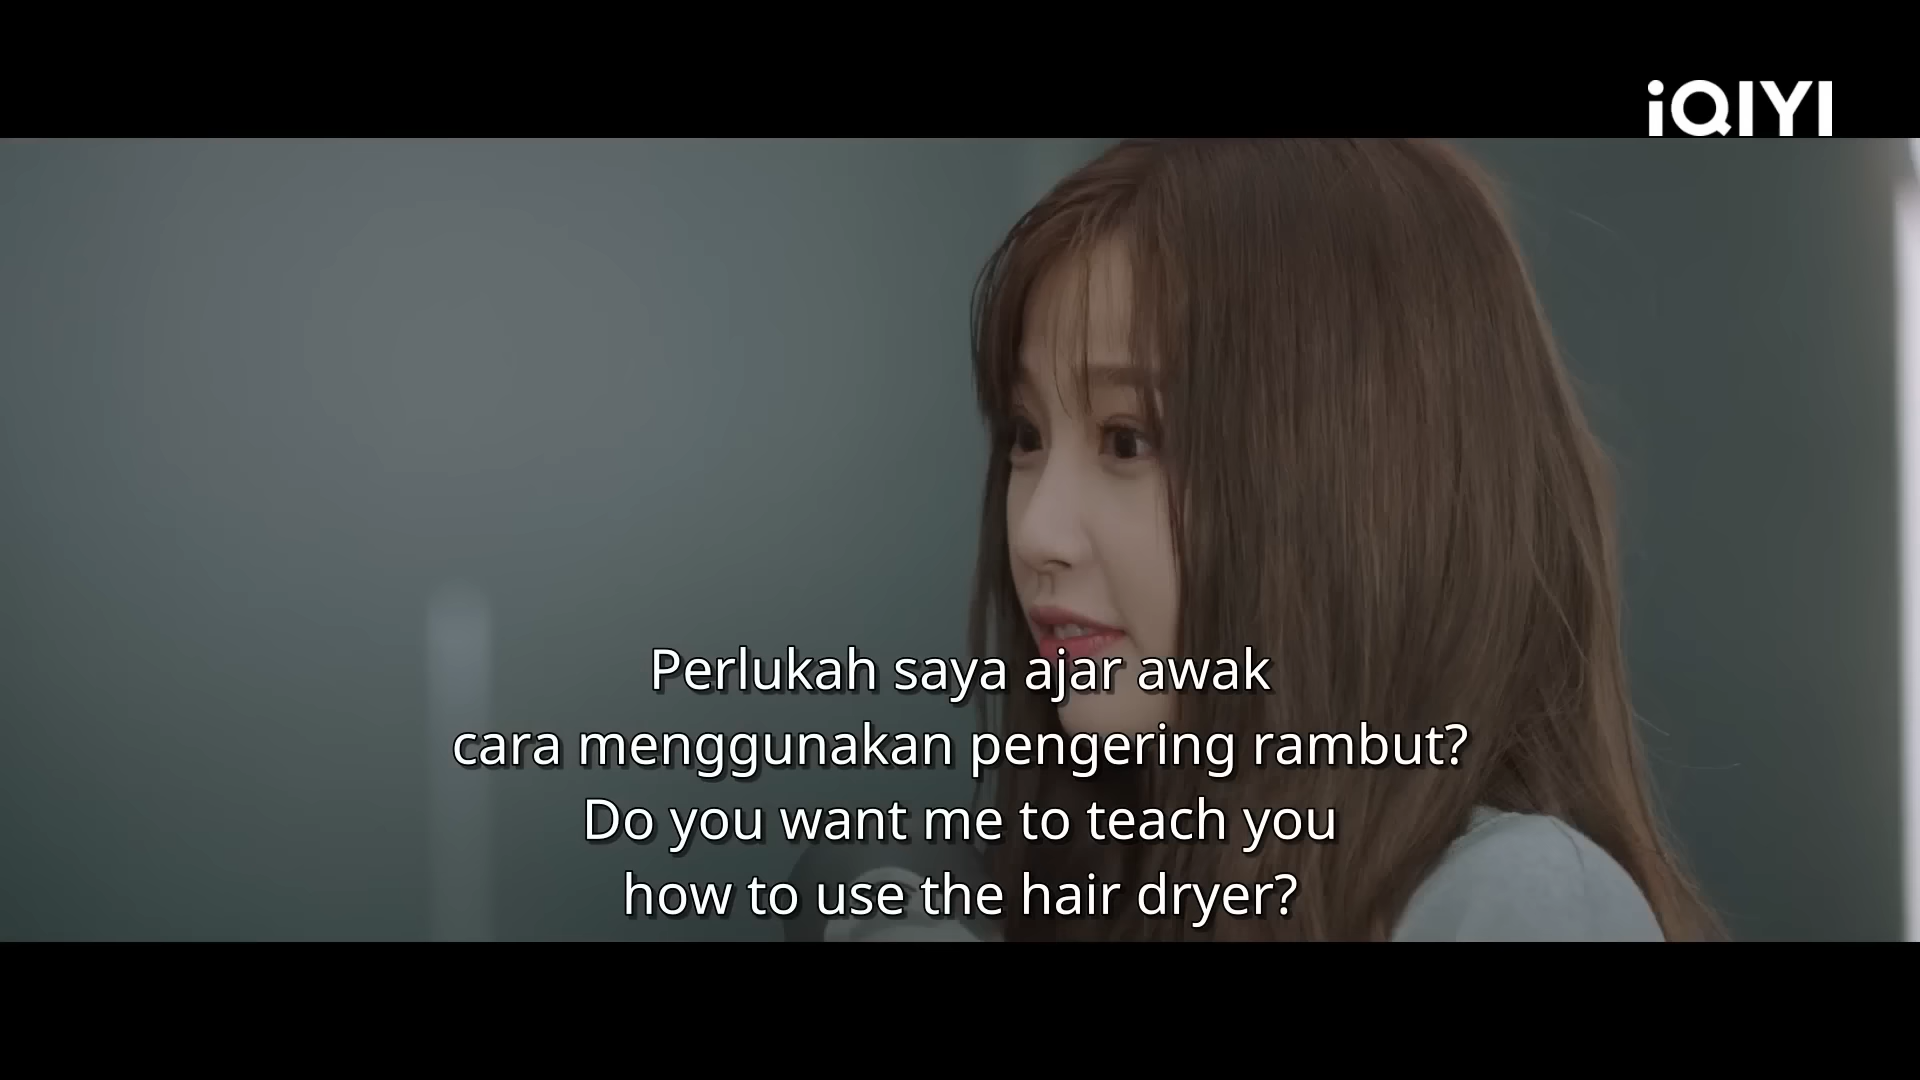 iQIYI
Perlukah saya ajar awak
cara menggunakan pengering rambut?
Do you want me to teach you
how to use the hair dryer?